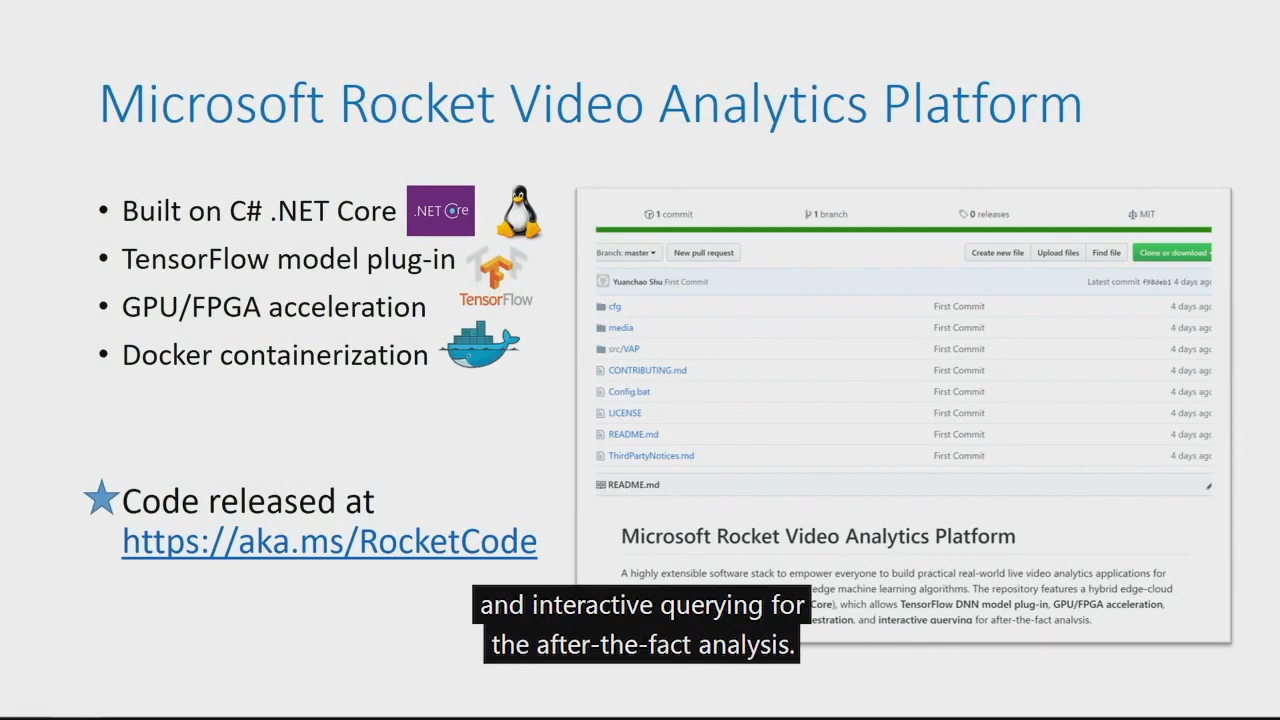 Microsoft Rocket Video Analytics Platform
• Built on C# .NET Core
.NET Core
• TensorFlow model plug-in
TensorFlow
• GPU/FPGA acceleration
• Docker containerization
Code released at
https://aka.ms/RocketCode
1 commit 1 branch 0 releases MIT
Branch: master New pull request Create new file Upload files Find file Clone or download
Yuanchao Shu First Commit Latest commit f98deb1 4 days ago
cfg First Commit 4 days ago
media First Commit 4 days ago
src/VAP First Commit 4 days ago
CONTRIBUTING.md First Commit 4 days ago
Config.bat First Commit 4 days ago
LICENSE First Commit 4 days ago
README.md First Commit 4 days ago
ThirdPartyNotices.md First Commit 4 days ago
README.md
Microsoft Rocket Video Analytics Platform
A highly extensible software stack to empower everyone to build practical real-world live video analytics applications for
edge machine learning algorithms. The repository features a hybrid edge-cloud
Core), which allows TensorFlow DNN model plug-in, GPU/FPGA acceleration,
estration, and interactive querying for after-the-fact analysis.
and interactive querying for
the after-the-fact analysis.